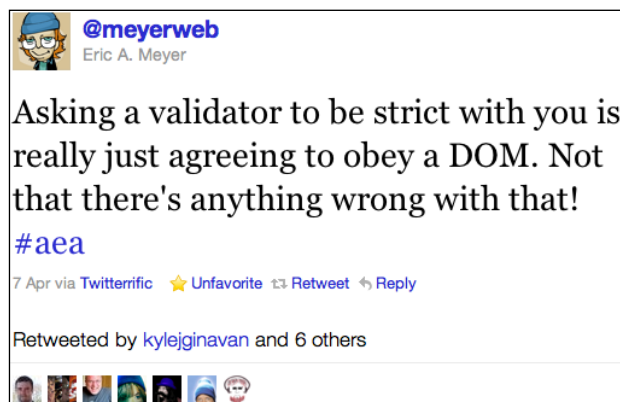 @meyerweb
Eric A. Meyer
Asking a validator to be strict with you is
really just agreeing to obey a DOM. Not
that there's anything wrong with that!
#aea
7 Apr via Twitterrific Unfavorite Retweet Reply
Retweeted by kylejginavan and 6 others